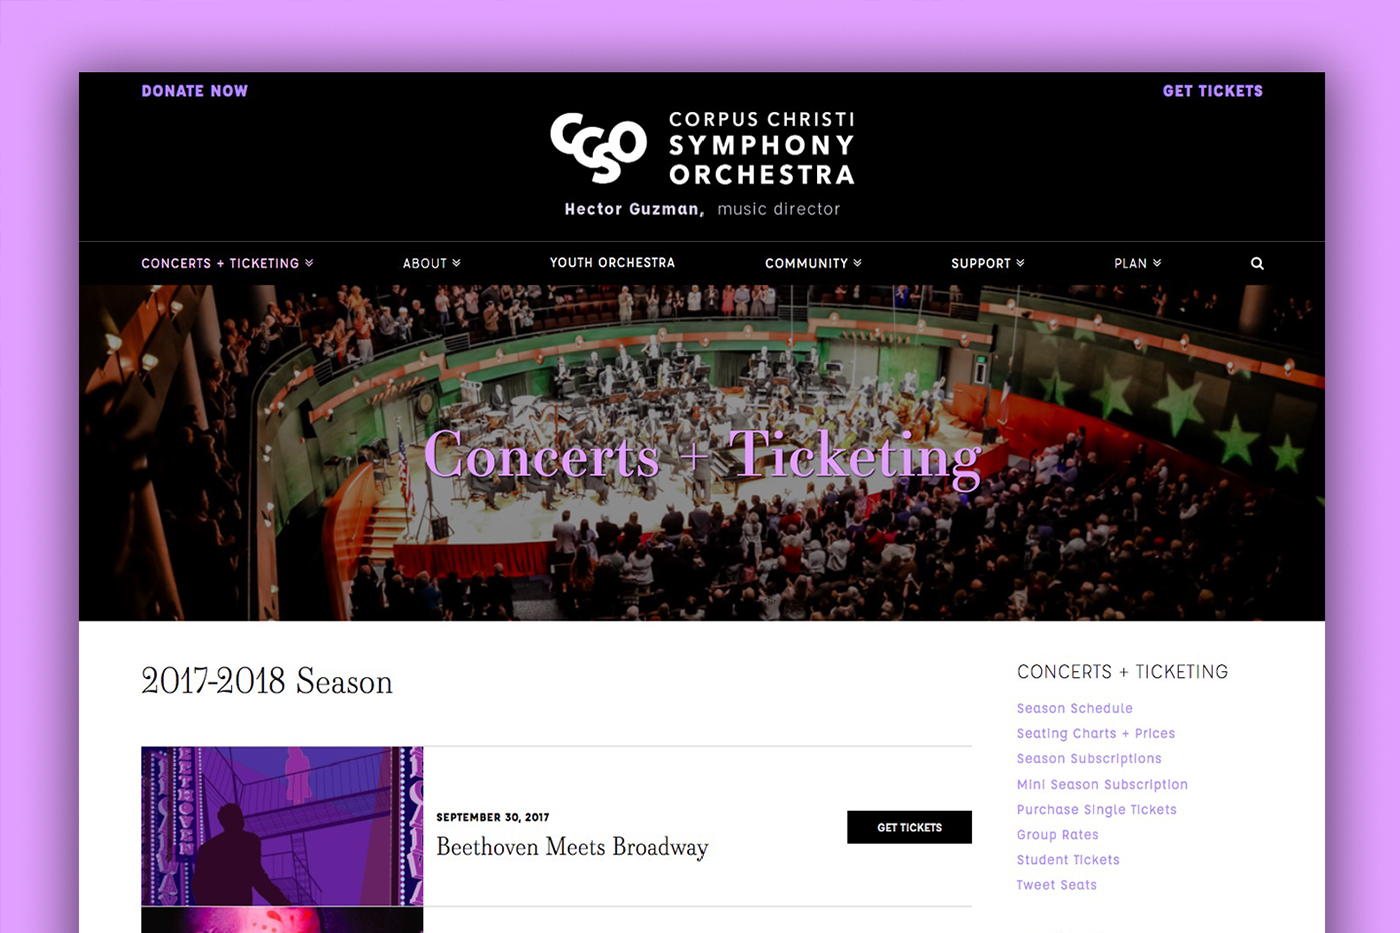 DONATE NOW
GET TICKETS
CCSO
CORPUS CHRISTI
SYMPHONY
ORCHESTRA
Hector Guzman, music director
CONCERTS + TICKETING
ABOUT
YOUTH ORCHESTRA
COMMUNITY
SUPPORT
PLAN
Concerts + Ticketing
2017-2018 Season
BEETHOVEN
SEPTEMBER 30, 2017
Beethoven Meets Broadway
GET TICKETS
CONCERTS + TICKETING
Season Schedule
Seating Charts + Prices
Season Subscriptions
Mini Season Subscription
Purchase Single Tickets
Group Rates
Student Tickets
Tweet Seats